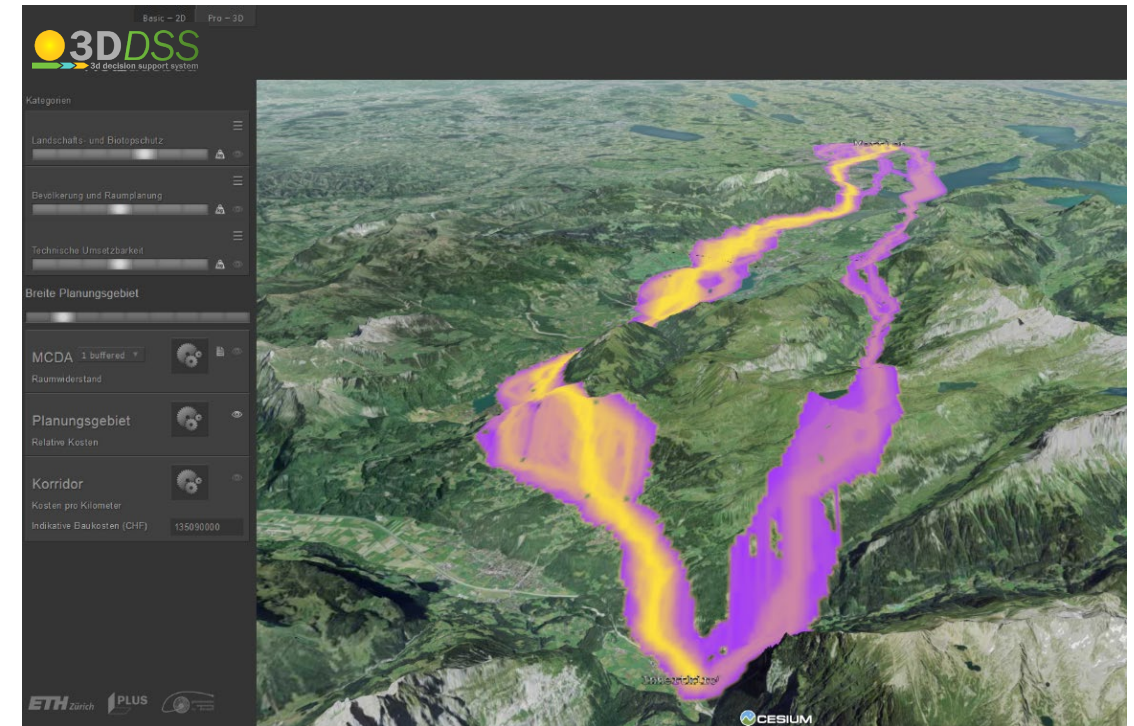 Basic – 2D Pro – 3D
3DDSS
3d decision support system
Kategorien
Landschafts- und Biotopschutz
Bevölkerung und Raumplanung
Technische Umsetzbarkeit
Breite Planungsgebiet
MCDA 1 buffered
Raumwiderstand
Planungsgebiet
Relative Kosten
Korridor
Kosten pro Kilometer
Indikative Baukosten (CHF) 135090000
ETH Zürich PLUS
CESIUM